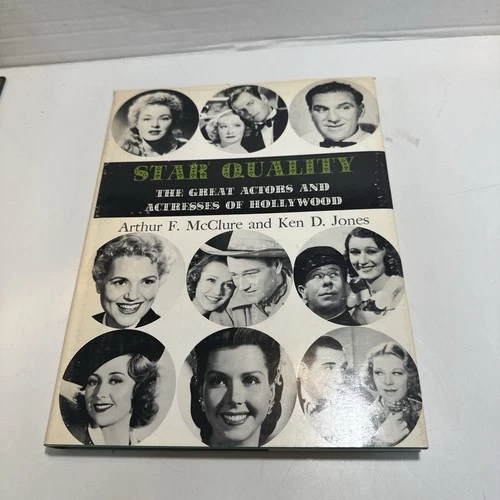 STAR QUALITY
THE GREAT ACTORS AND
ACTRESSES OF HOLLYWOOD
Arthur F. McClure and Ken D. Jones